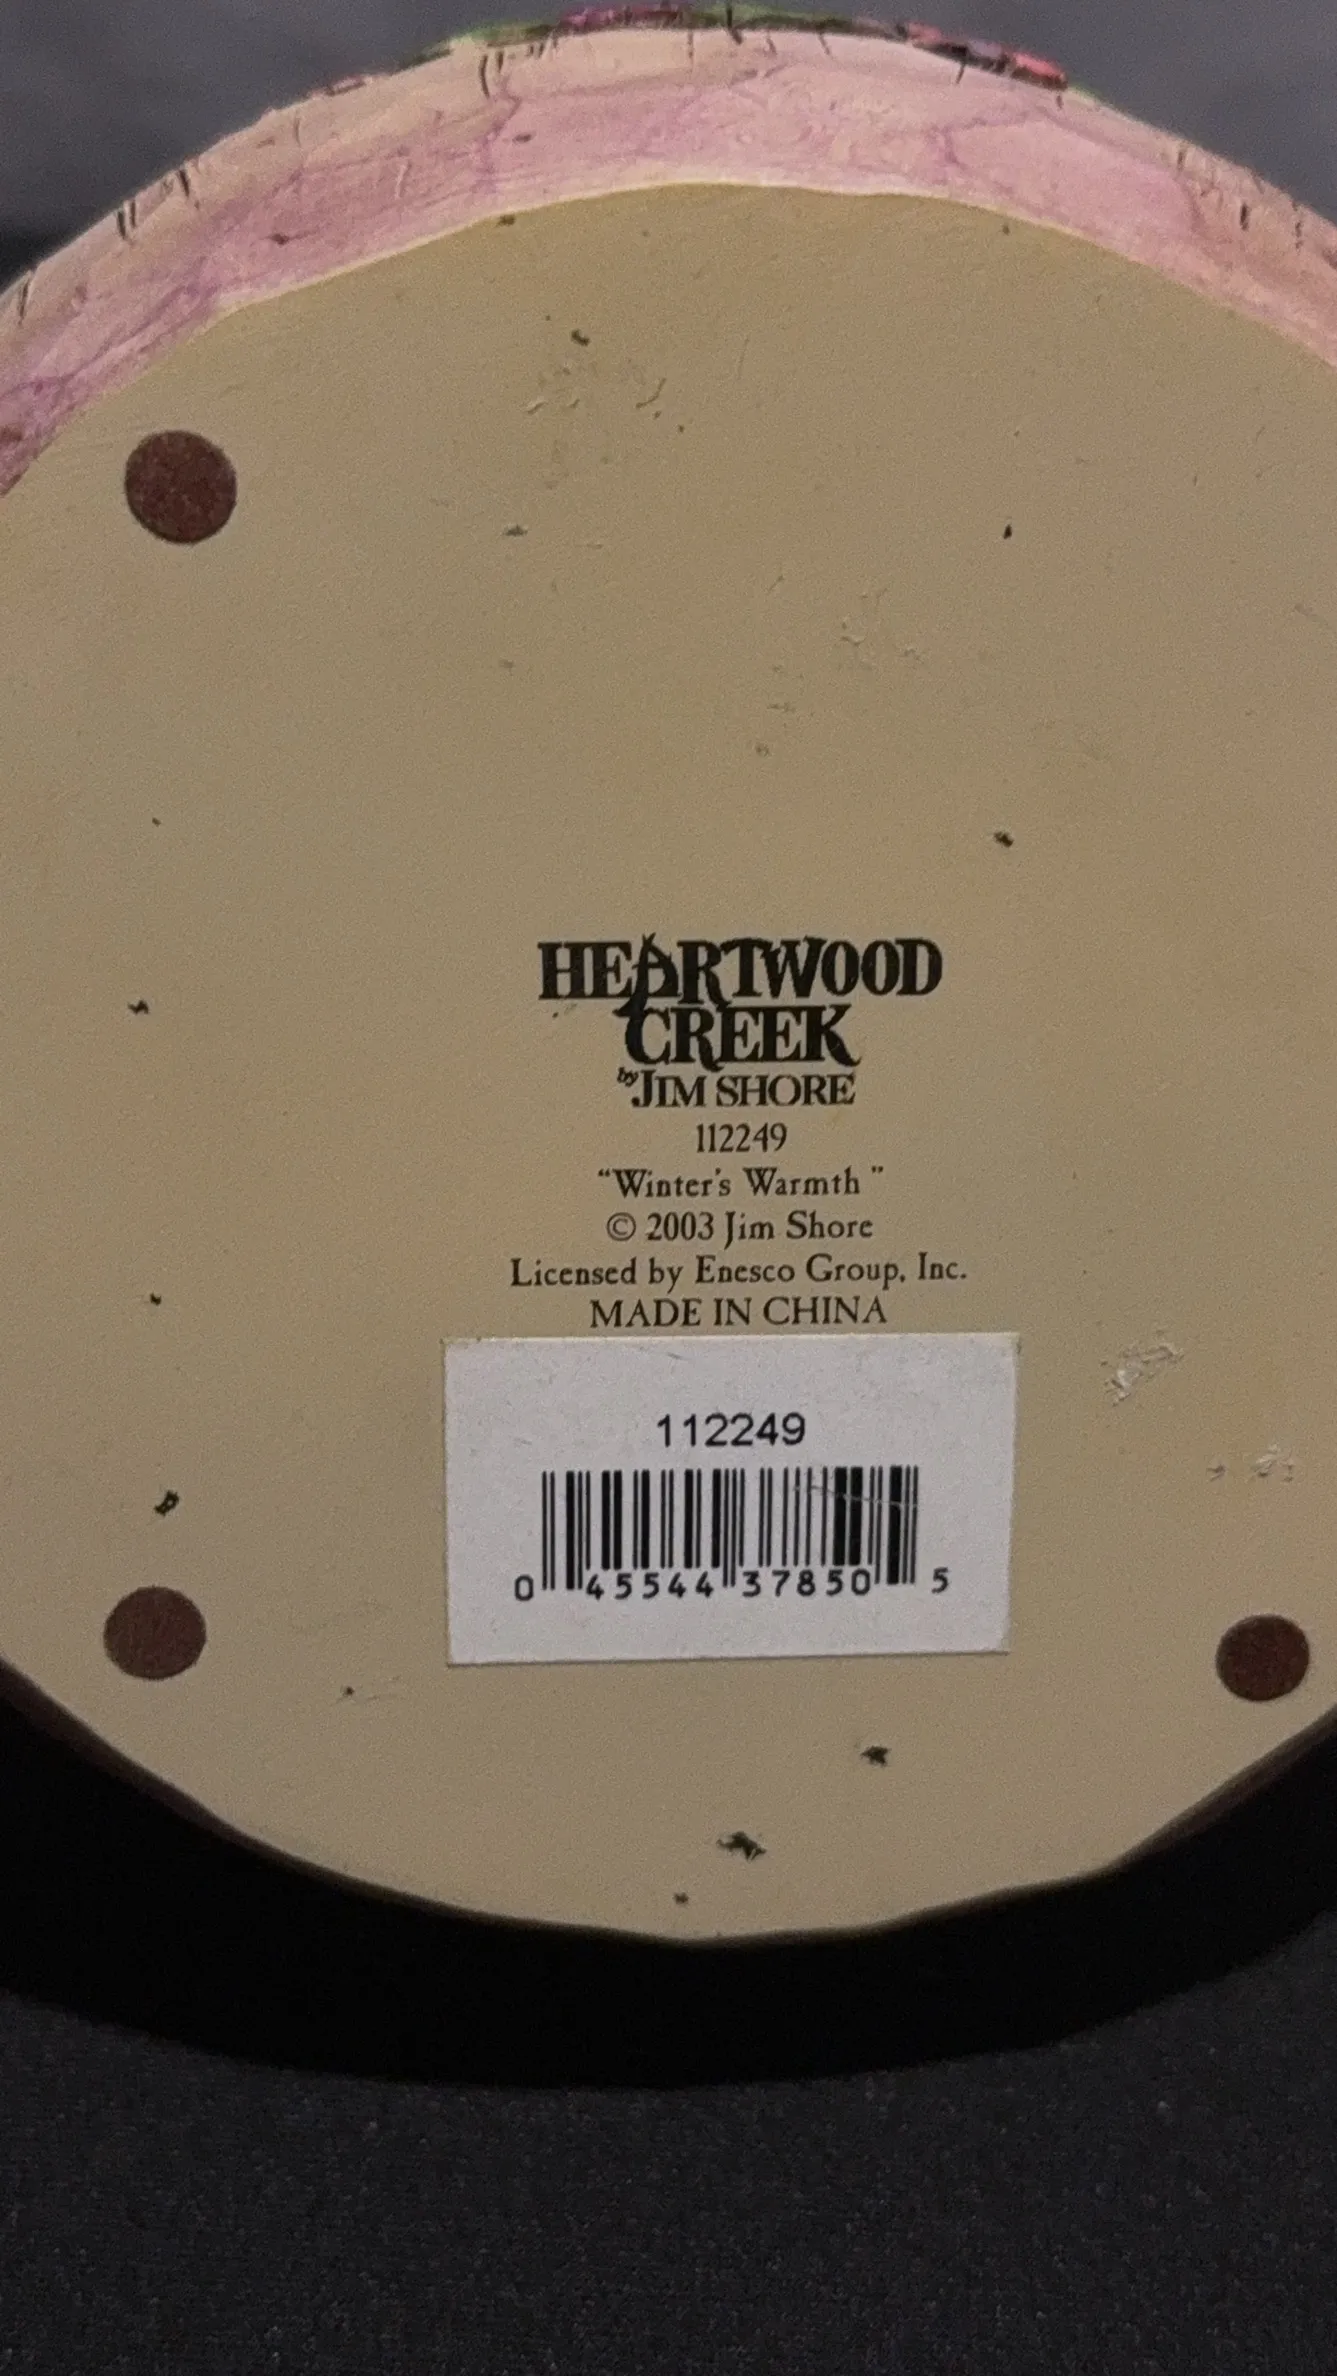 HEARTWOOD
CREEK
by JIM SHORE
112249
“Winter's Warmth”
© 2003 Jim Shore
Licensed by Enesco Group, Inc.
MADE IN CHINA
112249
0 45544 37850 5